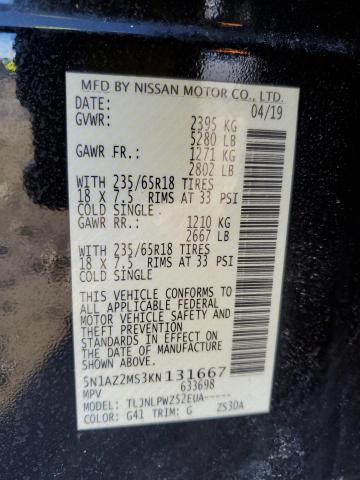 MFD BY NISSAN MOTOR CO., LTD.
DATE: 04/19
GVWR: 2395 KG
5280 LB
GAWR FR.: 1271 KG
2802 LB
WITH 235/65R18 TIRES
18 X 7.5 RIMS AT 33 PSI
COLD SINGLE
GAWR RR.: 1210 KG
2667 LB
WITH 235/65R18 TIRES
18 X 7.5 RIMS AT 33 PSI
COLD SINGLE
THIS VEHICLE CONFORMS TO
ALL APPLICABLE FEDERAL
MOTOR VEHICLE SAFETY AND
THEFT PREVENTION
STANDARDS IN EFFECT ON
THE DATE OF MANUFACTURE
SHOWN ABOVE.
5N1AZ2MS3KN131667
MPV 633698
MODEL: TLJNLPWZS2EUA-----
COLOR: G41 TRIM: G ZS30A